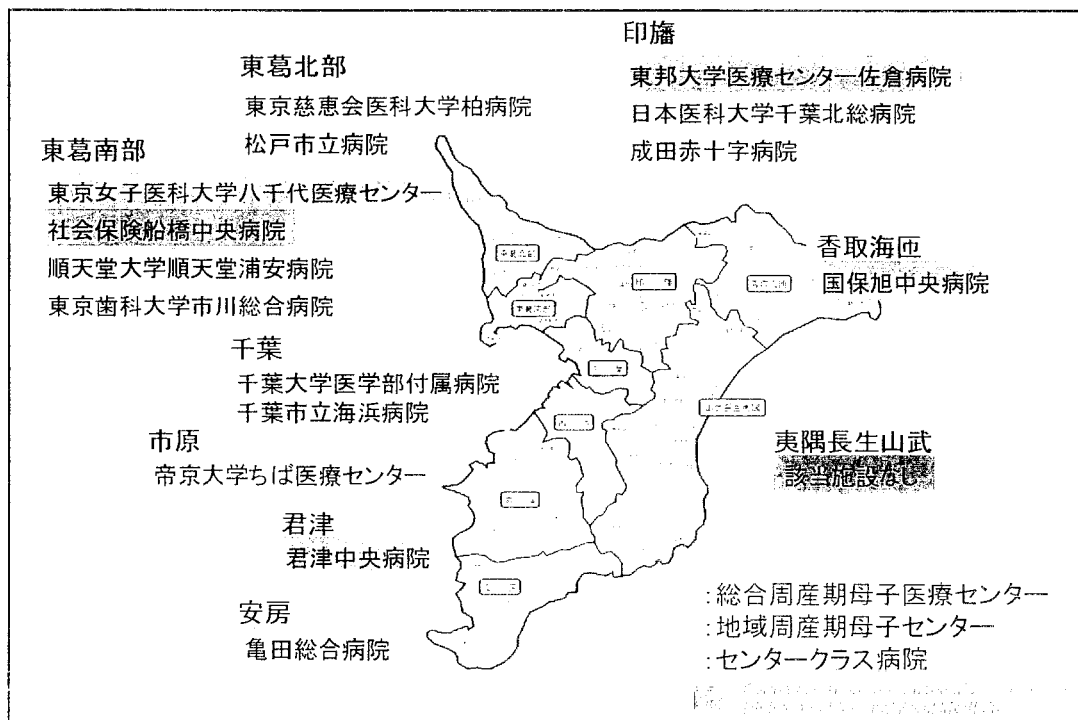 印旛
東邦大学医療センター佐倉病院
日本医科大学千葉北総病院
成田赤十字病院
東葛北部
東京慈恵会医科大学柏病院
松戸市立病院
東葛南部
東京女子医科大学八千代医療センター
社会保険船橋中央病院
順天堂大学順天堂浦安病院
東京歯科大学市川総合病院
香取海匝
国保旭中央病院
千葉
千葉大学医学部付属病院
千葉市立海浜病院
市原
帝京大学ちば医療センター
夷隅長生山武
該当施設なし
君津
君津中央病院
安房
亀田総合病院
:総合周産期母子医療センター
:地域周産期母子センター
:センタークラス病院